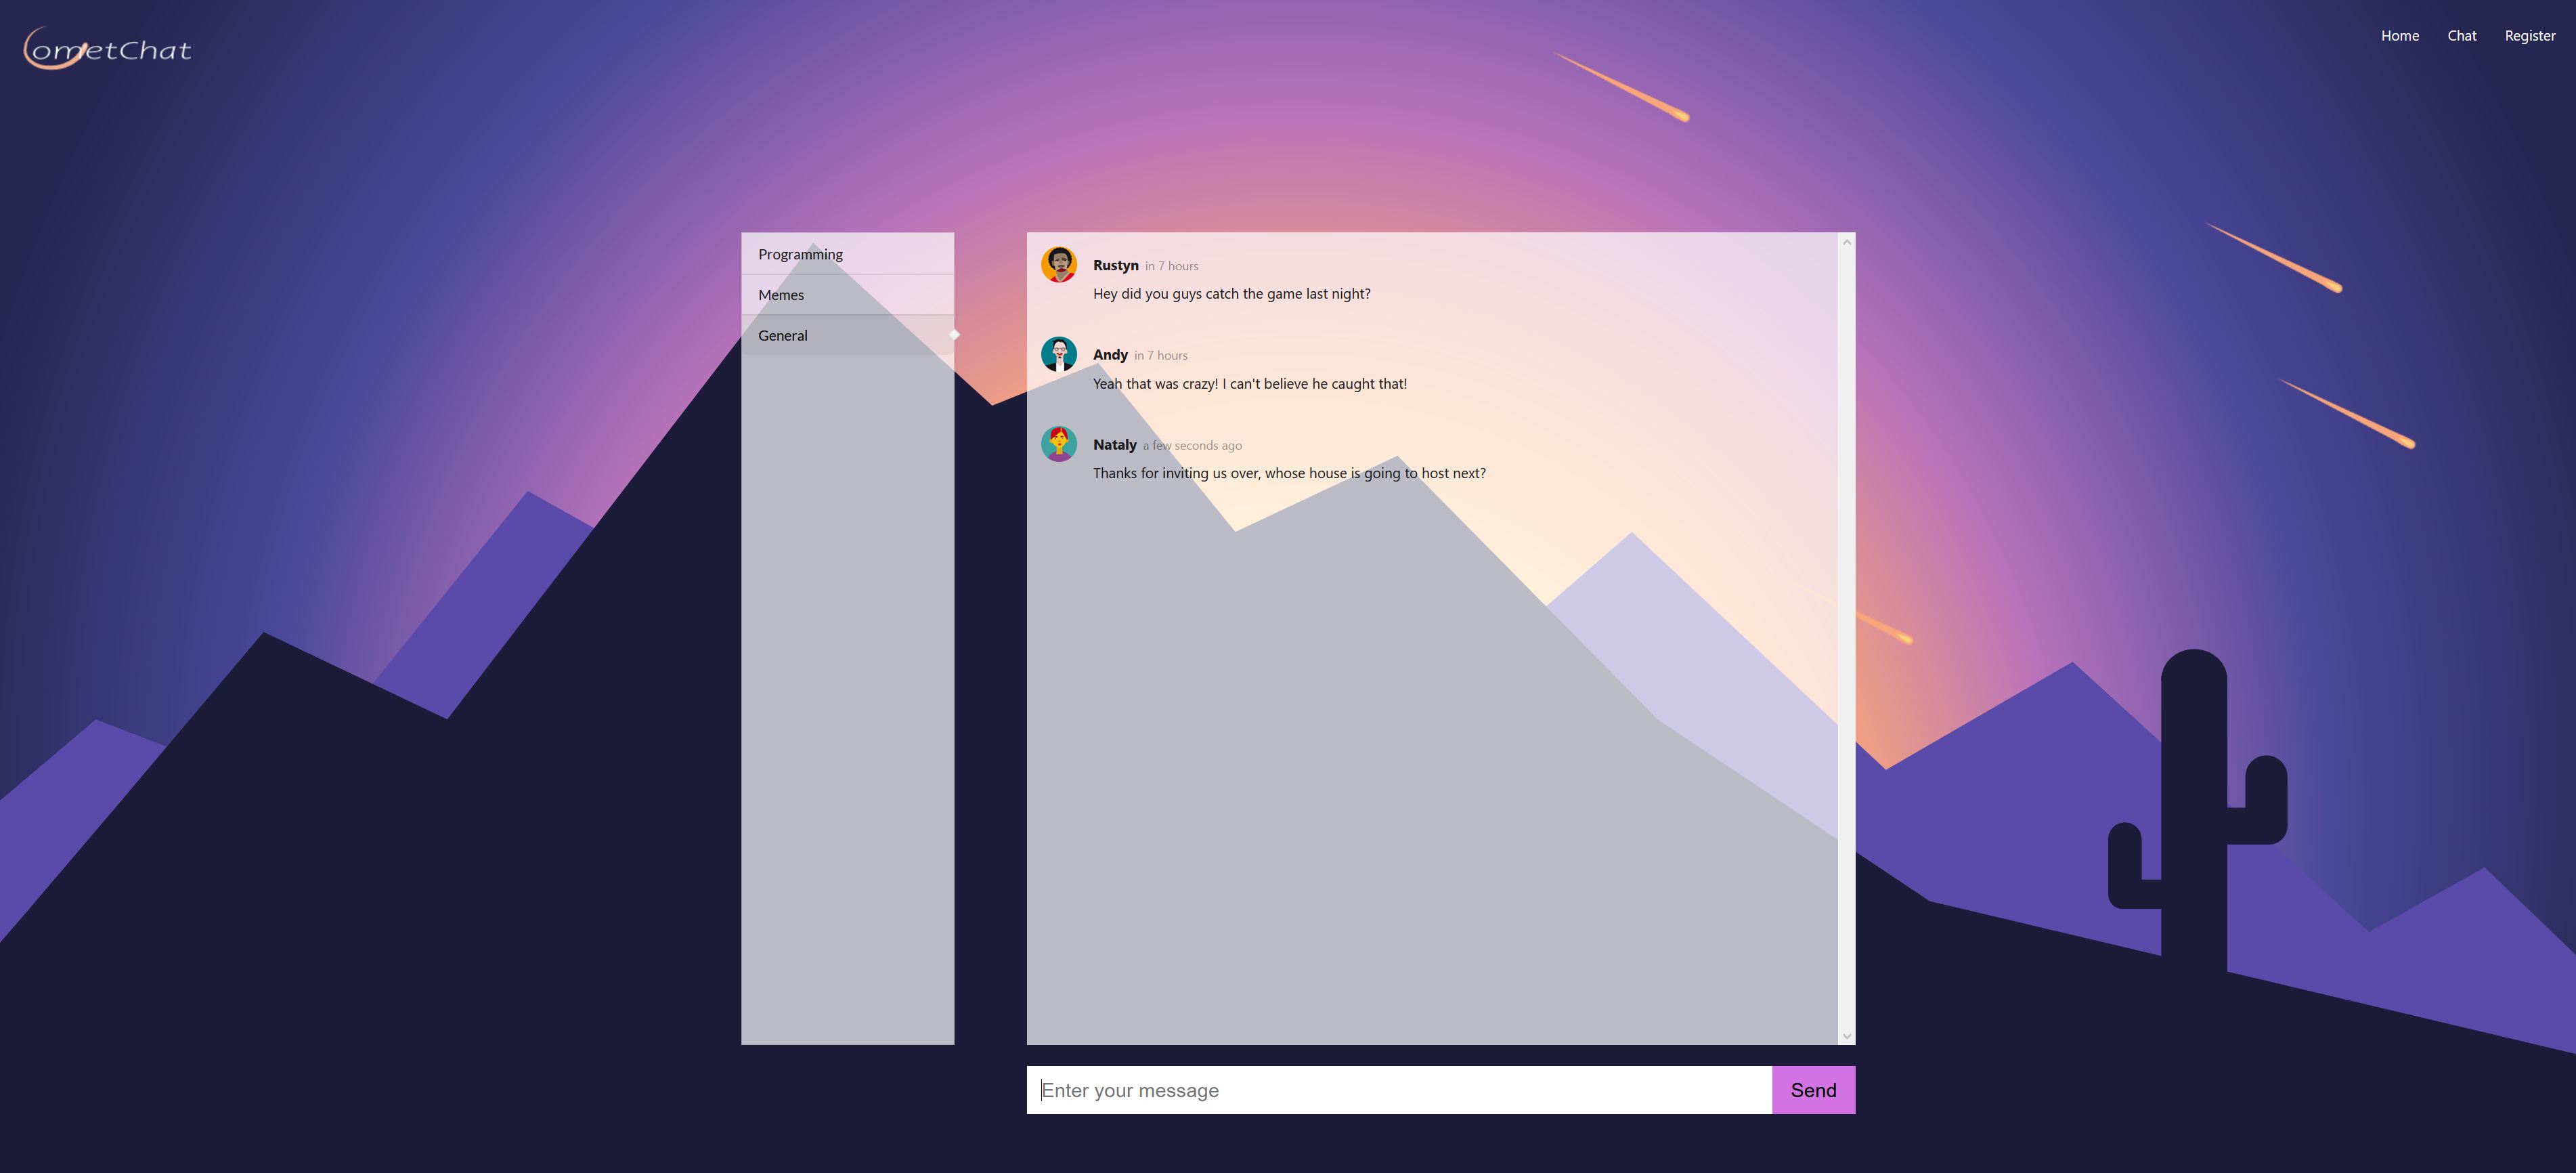 CometChat
Home Chat Register
Programming
Memes
General
Rustyn in 7 hours
Hey did you guys catch the game last night?
Andy in 7 hours
Yeah that was crazy! I can't believe he caught that!
Nataly a few seconds ago
Thanks for inviting us over, whose house is going to host next?
Enter your message
Send